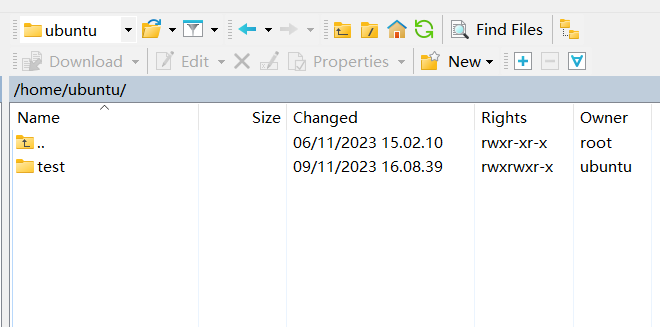 ubuntu Find Files
Download Edit Properties New
/home/ubuntu/
Name Size Changed Rights Owner
.. 06/11/2023 15.02.10 rwxr-xr-x root
test 09/11/2023 16.08.39 rwxrwxr-x ubuntu